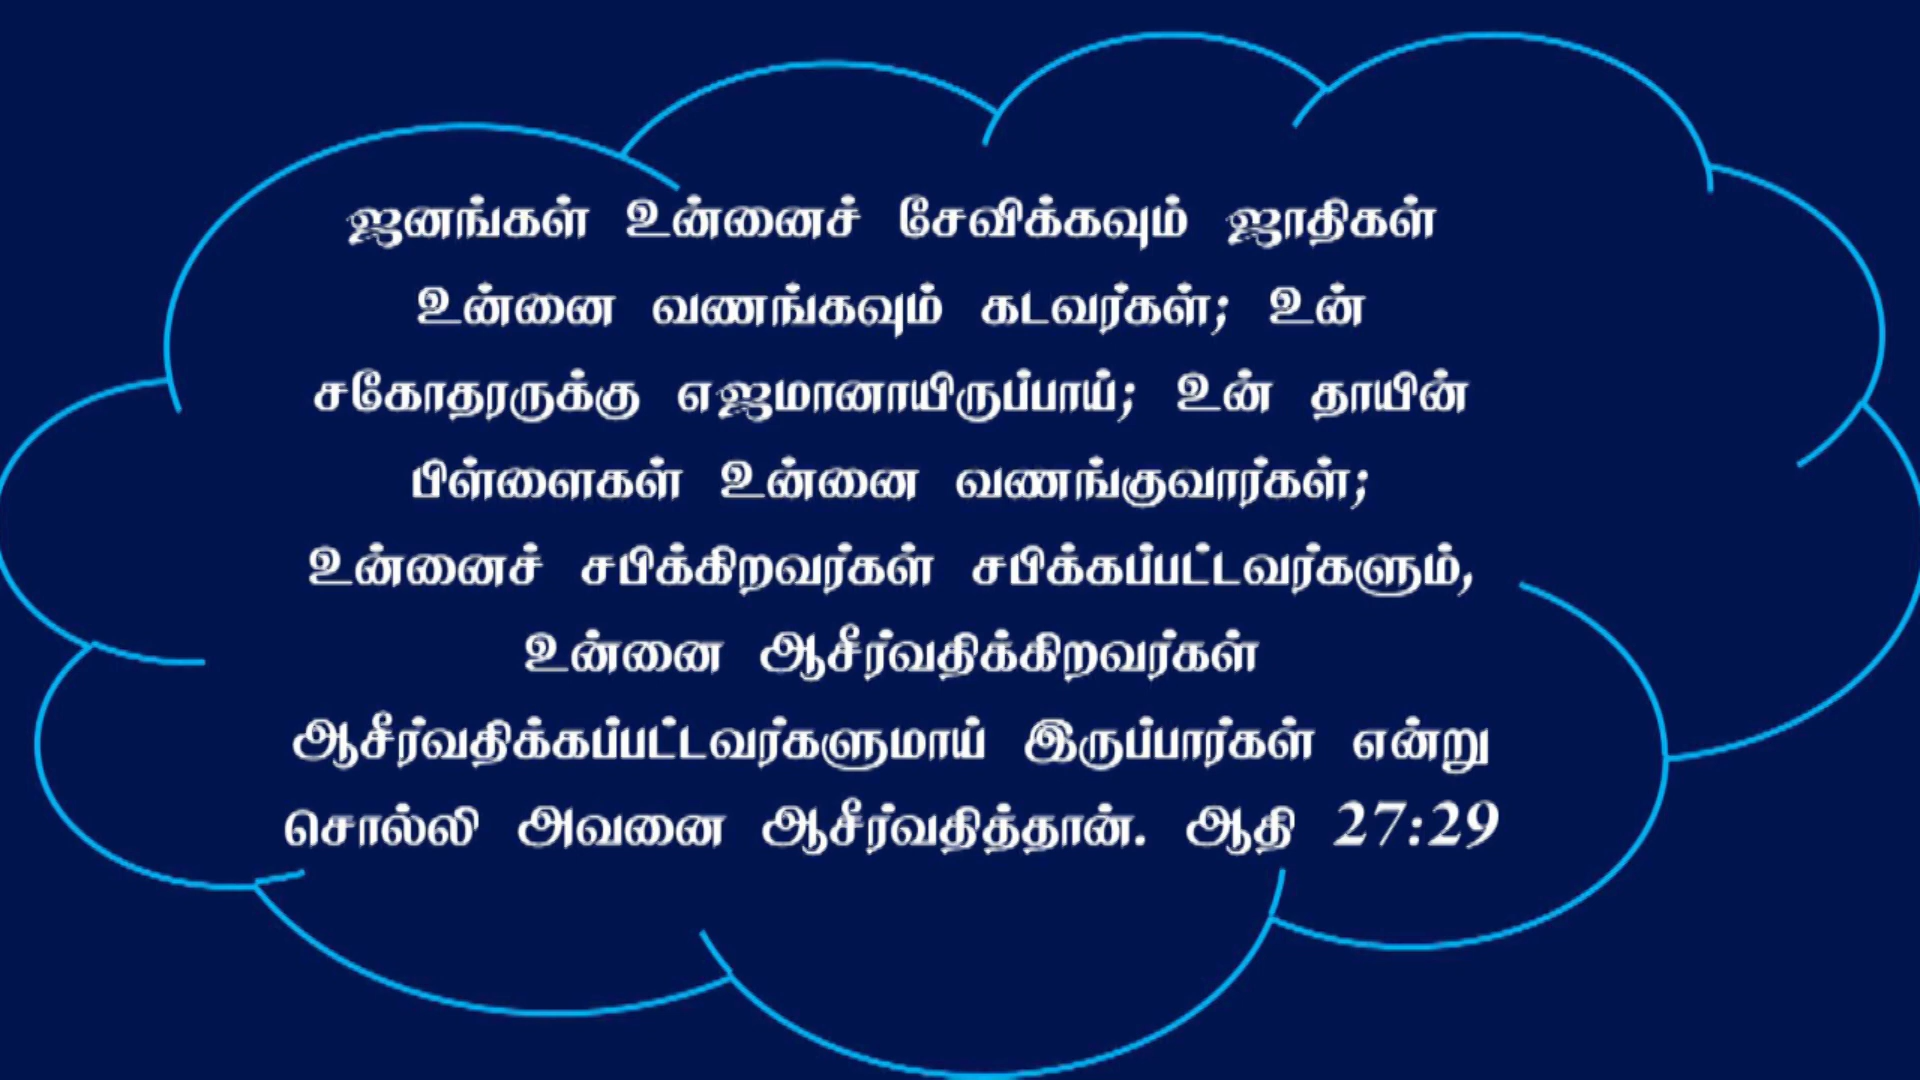 ஜனங்கள் உன்னைச் சேவிக்கவும் ஜாதிகள்
உன்னை வணங்கவும் கடவர்கள்; உன்
சகோதரருக்கு எஜமானாயிருப்பாய்; உன் தாயின்
பிள்ளைகள் உன்னை வணங்குவார்கள்;
உன்னைச் சபிக்கிறவர்கள் சபிக்கப்பட்டவர்களும்,
உன்னை ஆசீர்வதிக்கிறவர்கள்
ஆசீர்வதிக்கப்பட்டவர்களுமாய் இருப்பார்கள் என்று
சொல்லி அவனை ஆசீர்வதித்தான். ஆதி 27:29